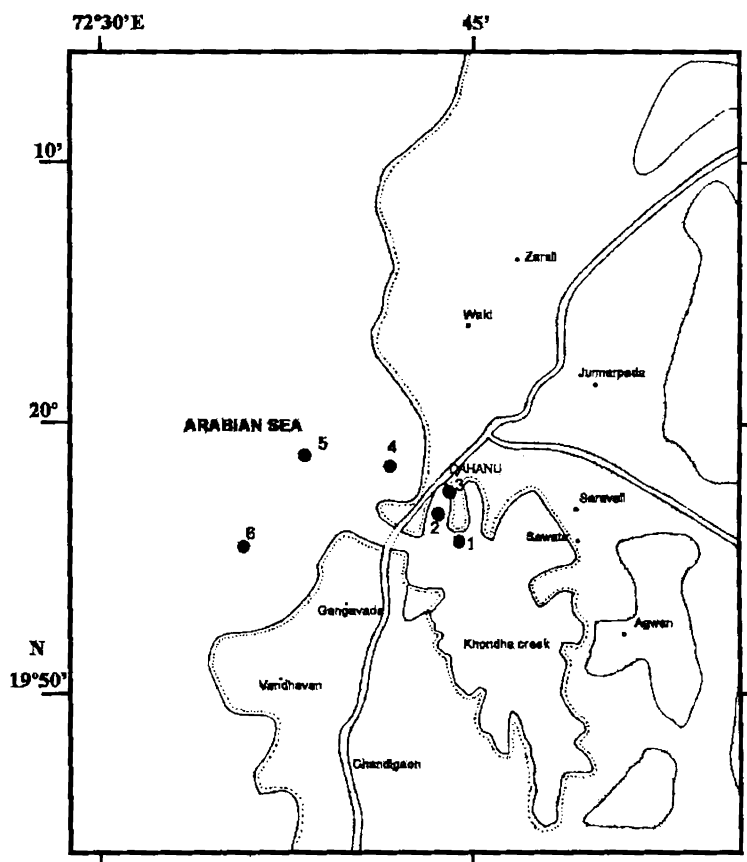 72°30'E 45'
10'
Zarali
Waki
Jurmarpada
20°
ARABIAN SEA 5 4
DAHANU
3
2
Saravali
Sawata
1
6
Gangavada
Khondha creek
Agwan
N
19°50'
Vandhavan
Chandigaon